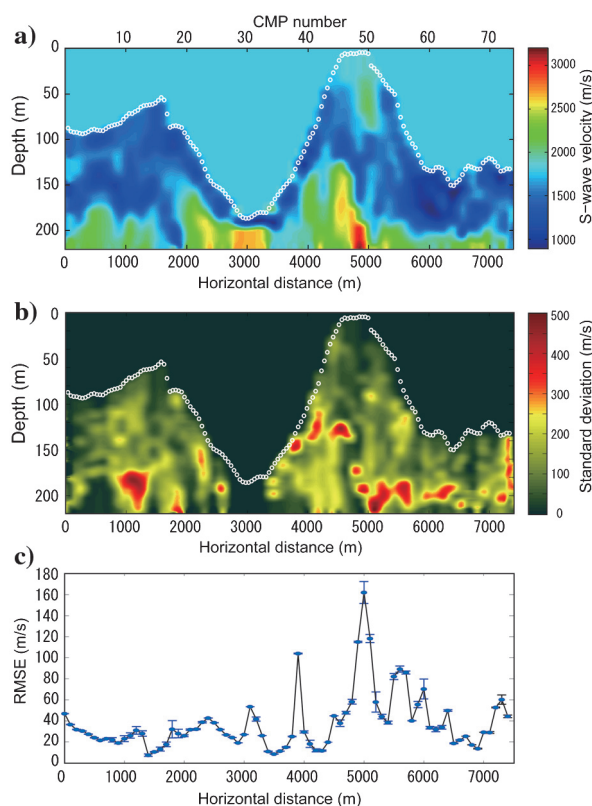 CMP number
a)
10 20 30 40 50 60 70
0
50
100
150
200
Depth (m)
0 1000 2000 3000 4000 5000 6000 7000
Horizontal distance (m)
3000
2500
2000
1500
1000
S-wave velocity (m/s)
b)
0
50
100
150
200
Depth (m)
0 1000 2000 3000 4000 5000 6000 7000
Horizontal distance (m)
500
400
300
200
100
0
Standard deviation (m/s)
c)
180
160
140
120
100
80
60
40
20
0
RMSE (m/s)
0 1000 2000 3000 4000 5000 6000 7000
Horizontal distance (m)